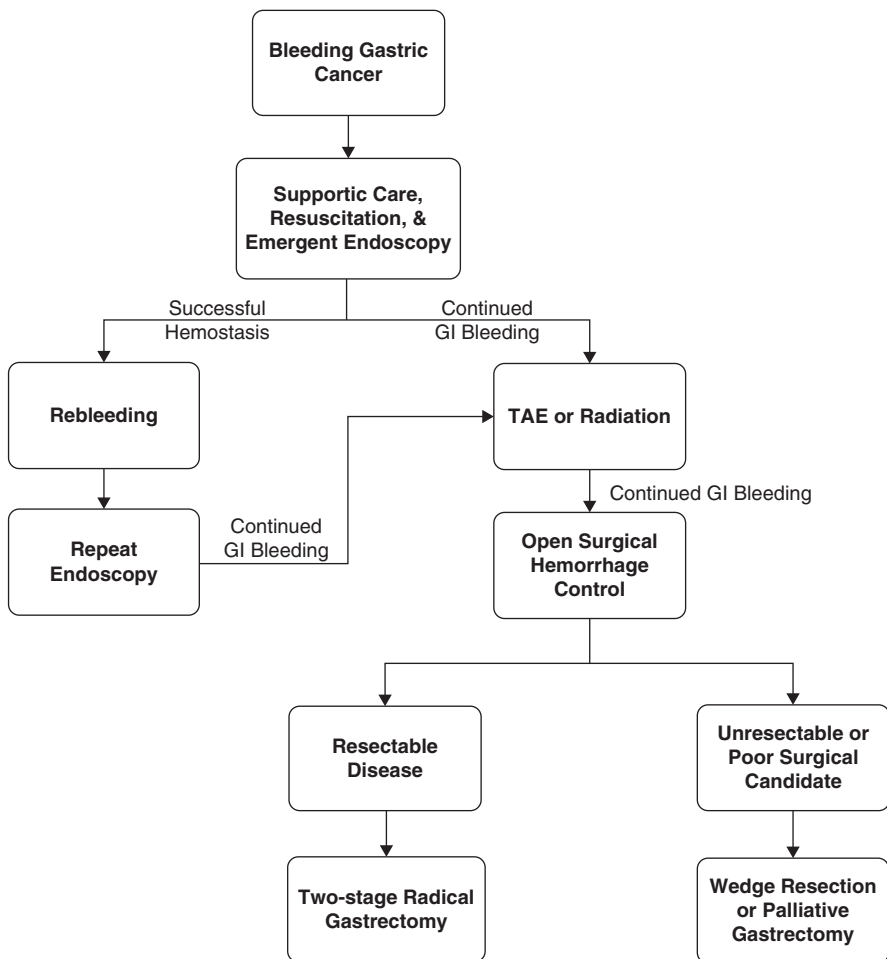 Bleeding Gastric
Cancer
Supportic Care,
Resuscitation, &
Emergent Endoscopy
Successful
Hemostasis
Continued
GI Bleeding
Rebleeding
TAE or Radiation
Continued GI Bleeding
Repeat
Endoscopy
Continued
GI Bleeding
Open Surgical
Hemorrhage
Control
Resectable
Disease
Unresectable or
Poor Surgical
Candidate
Two-stage Radical
Gastrectomy
Wedge Resection
or Palliative
Gastrectomy